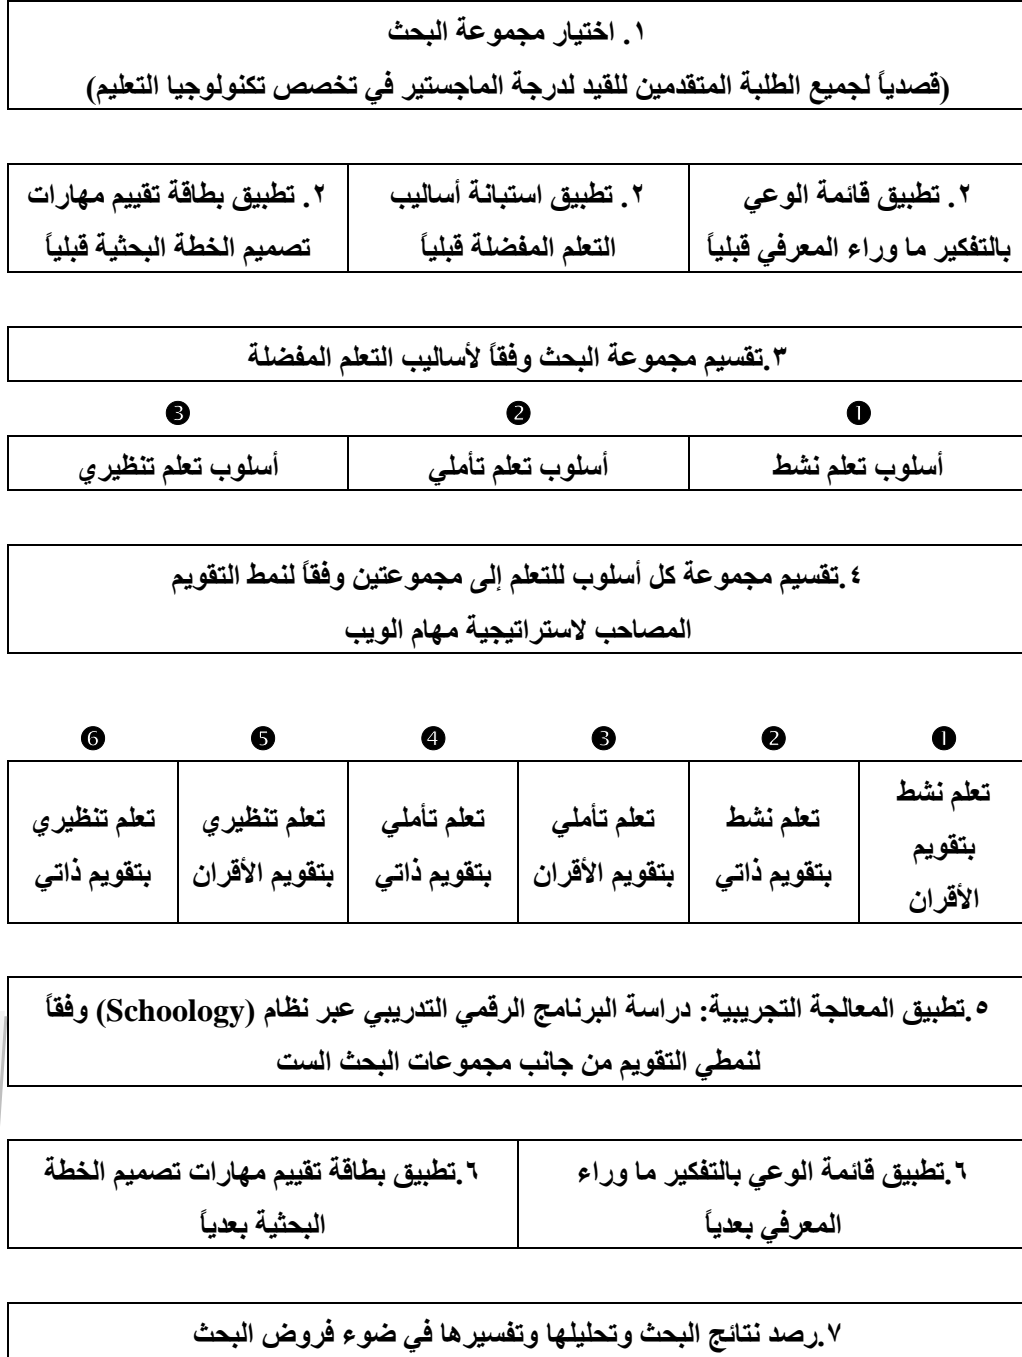 ١. اختيار مجموعة البحث
(قصدياً لجميع الطلبة المتقدمين للقيد لدرجة الماجستير في تخصص تكنولوجيا التعليم)
٢. تطبيق قائمة الوعي
بالتفكير ما وراء المعرفي قبلياً
٢. تطبيق استبانة أساليب
التعلم المفضلة قبلياً
٢. تطبيق بطاقة تقييم مهارات
تصميم الخطة البحثية قبلياً
٣.تقسيم مجموعة البحث وفقاً لأساليب التعلم المفضلة
❶
❷
❸
أسلوب تعلم نشط
أسلوب تعلم تأملي
أسلوب تعلم تنظيري
٤.تقسيم مجموعة كل أسلوب للتعلم إلى مجموعتين وفقاً لنمط التقويم
المصاحب لاستراتيجية مهام الويب
❶
❷
❸
❹
❺
❻
تعلم نشط
بتقويم
الأقران
تعلم نشط
بتقويم ذاتي
تعلم تأملي
بتقويم الأقران
تعلم تأملي
بتقويم ذاتي
تعلم تنظيري
بتقويم الأقران
تعلم تنظيري
بتقويم ذاتي
٥.تطبيق المعالجة التجريبية: دراسة البرنامج الرقمي التدريبي عبر نظام (Schoology) وفقاً
لنمطي التقويم من جانب مجموعات البحث الست
٦.تطبيق قائمة الوعي بالتفكير ما وراء
المعرفي بعدياً
٦.تطبيق بطاقة تقييم مهارات تصميم الخطة
البحثية بعدياً
٧.رصد نتائج البحث وتحليلها وتفسيرها في ضوء فروض البحث